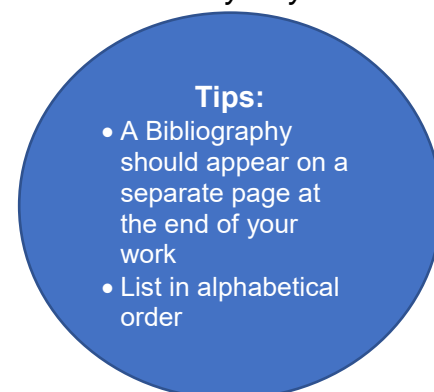 Tips:
• A Bibliography
should appear on a
separate page at
the end of your
work
• List in alphabetical
order